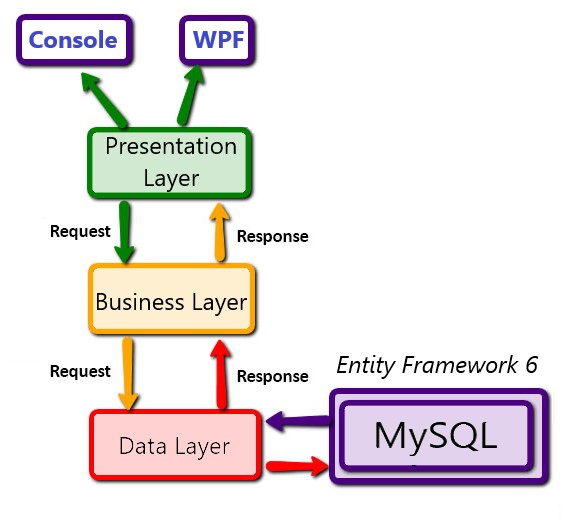 Console
WPF
Presentation
Layer
Request
Response
Business Layer
Request
Response
Entity Framework 6
Data Layer
MySQL